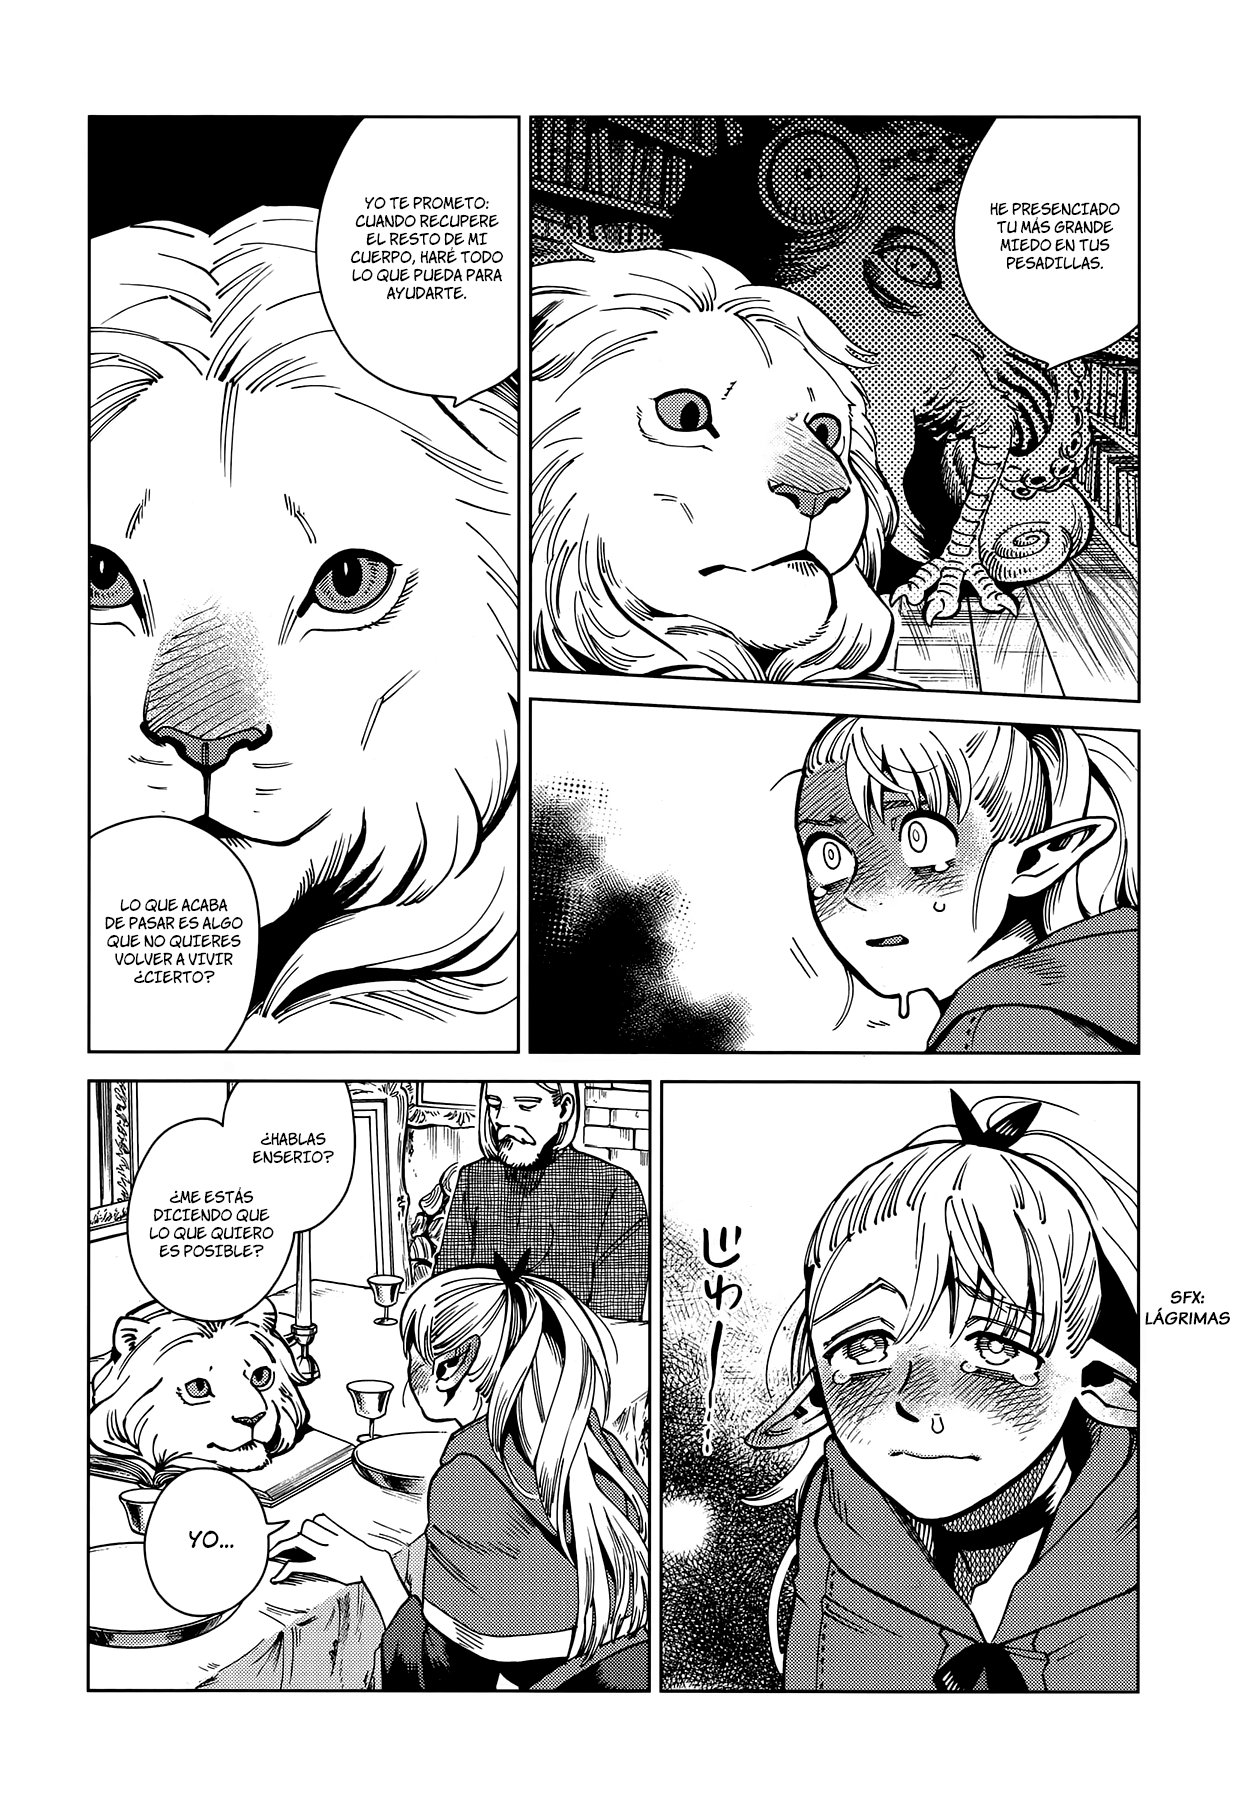 HE PRESENCIADO
TU MÁS GRANDE
MIEDO EN TUS
PESADILLAS.
YO TE PROMETO:
CUANDO RECUPERE
EL RESTO DE MI
CUERPO, HARÉ TODO
LO QUE PUEDA PARA
AYUDARTE.
LO QUE ACABA
DE PASAR ES ALGO
QUE NO QUIERES
VOLVER A VIVIR
¿CIERTO?
じわ…
SFX:
LÁGRIMAS
¿HABLAS
ENSERIO?
¿ME ESTÁS
DICIENDO QUE
LO QUE QUIERO
ES POSIBLE?
YO...